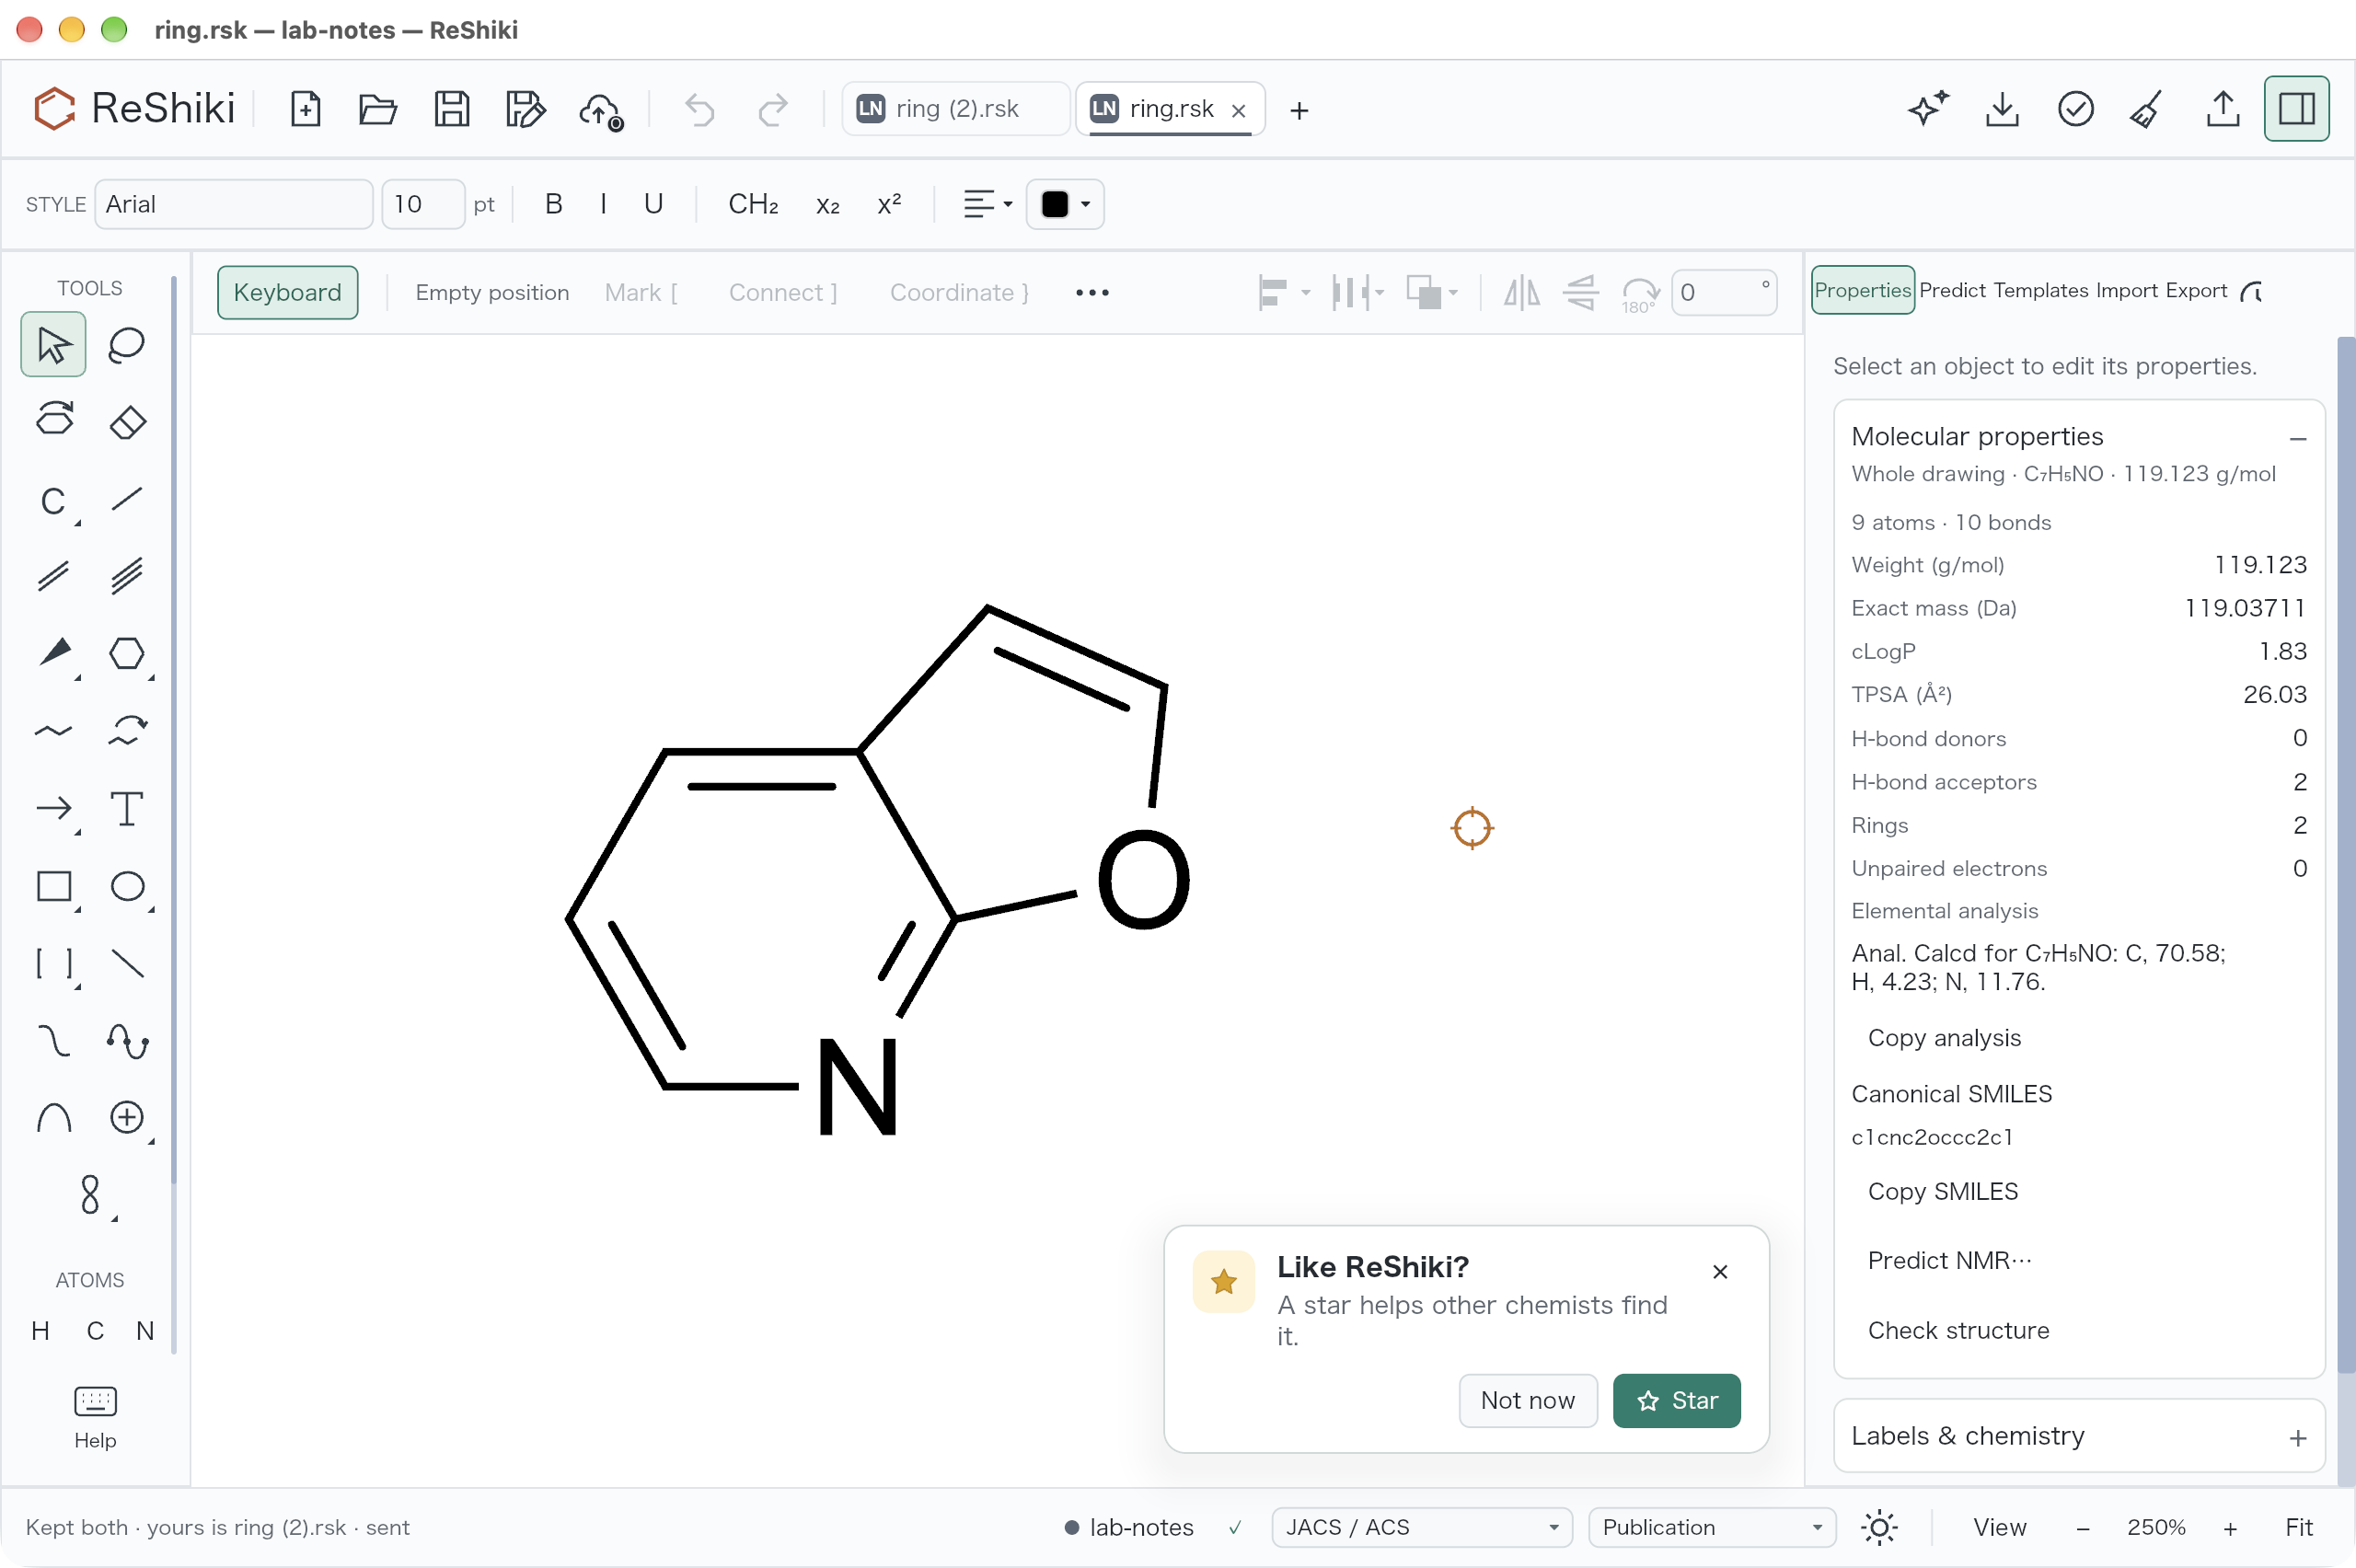 ring.rsk — lab-notes — ReShiki
ReShiki
LN ring (2).rsk
LN ring.rsk × +
STYLE Arial 10 pt B I U CH₂ x₂ x²
TOOLS
Keyboard Empty position Mark [ Connect ] Coordinate } ••• 180° 0 °
Properties Predict Templates Import Export
Select an object to edit its properties.
Molecular properties −
Whole drawing · C₇H₅NO · 119.123 g/mol
9 atoms · 10 bonds
Weight (g/mol) 119.123
Exact mass (Da) 119.03711
cLogP 1.83
TPSA (Å²) 26.03
H-bond donors 0
H-bond acceptors 2
Rings 2
Unpaired electrons 0
Elemental analysis
Anal. Calcd for C₇H₅NO: C, 70.58;
H, 4.23; N, 11.76.
Copy analysis
Canonical SMILES
c1cnc2occc2c1
Copy SMILES
Predict NMR···
Check structure
Labels & chemistry +
C
T
[ ]
ATOMS
H C N
Help
O
N
Like ReShiki? ×
A star helps other chemists find
it.
Not now Star
Kept both · yours is ring (2).rsk · sent
lab-notes ✓ JACS / ACS Publication View − 250% + Fit